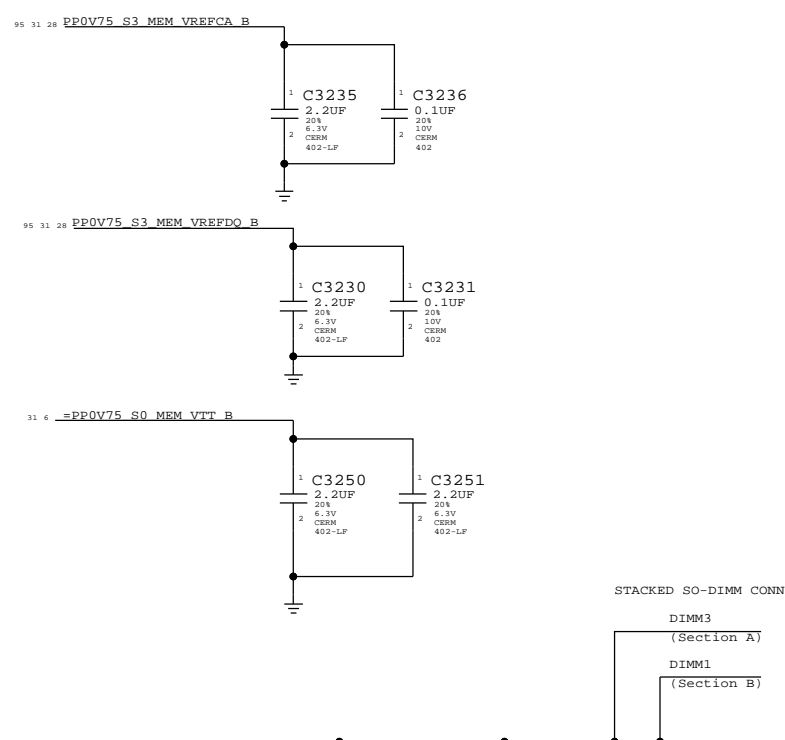 95 31 28 PP0V75_S3_MEM_VREFCA_B
1 C3235
2.2UF
20%
6.3V
2 CERM
402-LF
1 C3236
0.1UF
20%
10V
2 CERM
402
95 31 28 PP0V75_S3_MEM_VREFDQ_B
1 C3230
2.2UF
20%
6.3V
2 CERM
402-LF
1 C3231
0.1UF
20%
10V
2 CERM
402
31 6 =PP0V75_S0_MEM_VTT_B
1 C3250
2.2UF
20%
6.3V
2 CERM
402-LF
1 C3251
2.2UF
20%
6.3V
2 CERM
402-LF
STACKED SO-DIMM CONN
DIMM3
(Section A)
DIMM1
(Section B)